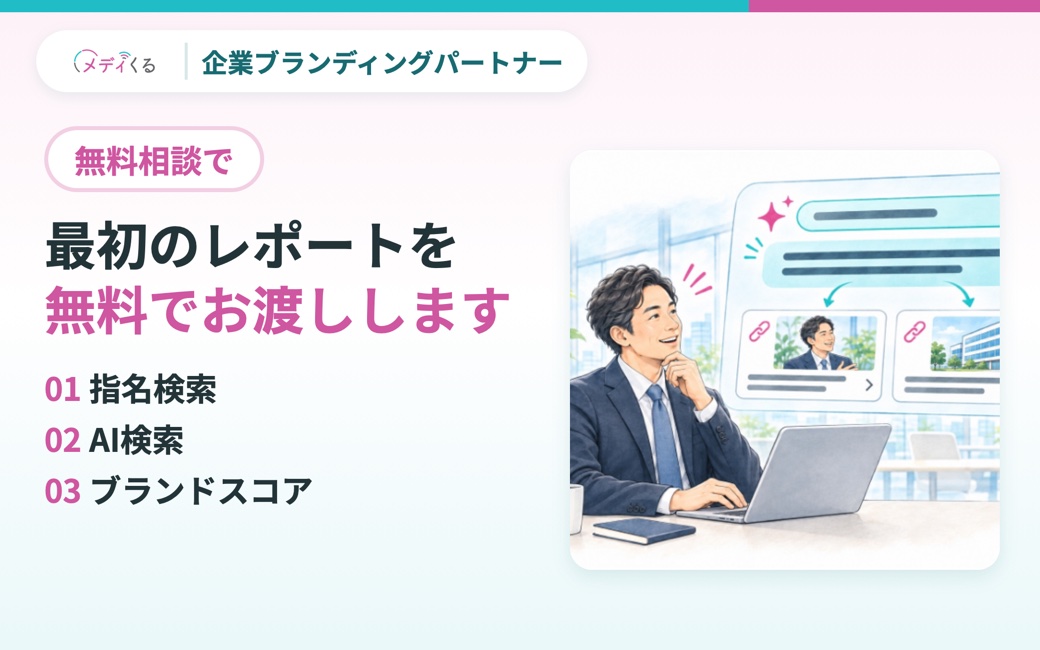 メディくる
企業ブランディングパートナー
無料相談で
最初のレポートを
無料でお渡しします
01 指名検索
02 AI検索
03 ブランドスコア